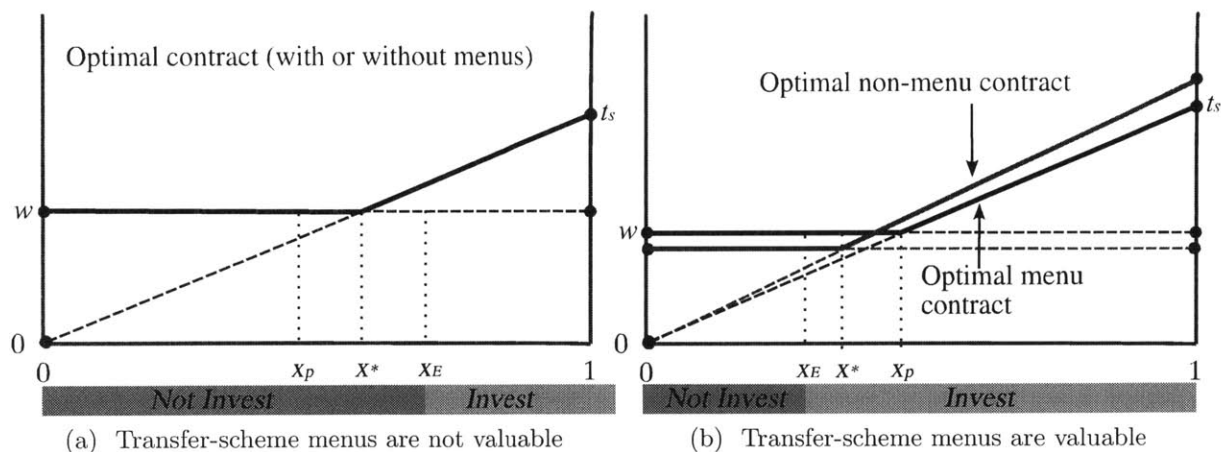 Optimal contract (with or without menus)
t_s
w
0
0 x_p x* x_E 1
Not Invest Invest
(a) Transfer-scheme menus are not valuable
Optimal non-menu contract
t_s
w
Optimal menu
contract
0
0 x_E x* x_p 1
Not Invest Invest
(b) Transfer-scheme menus are valuable